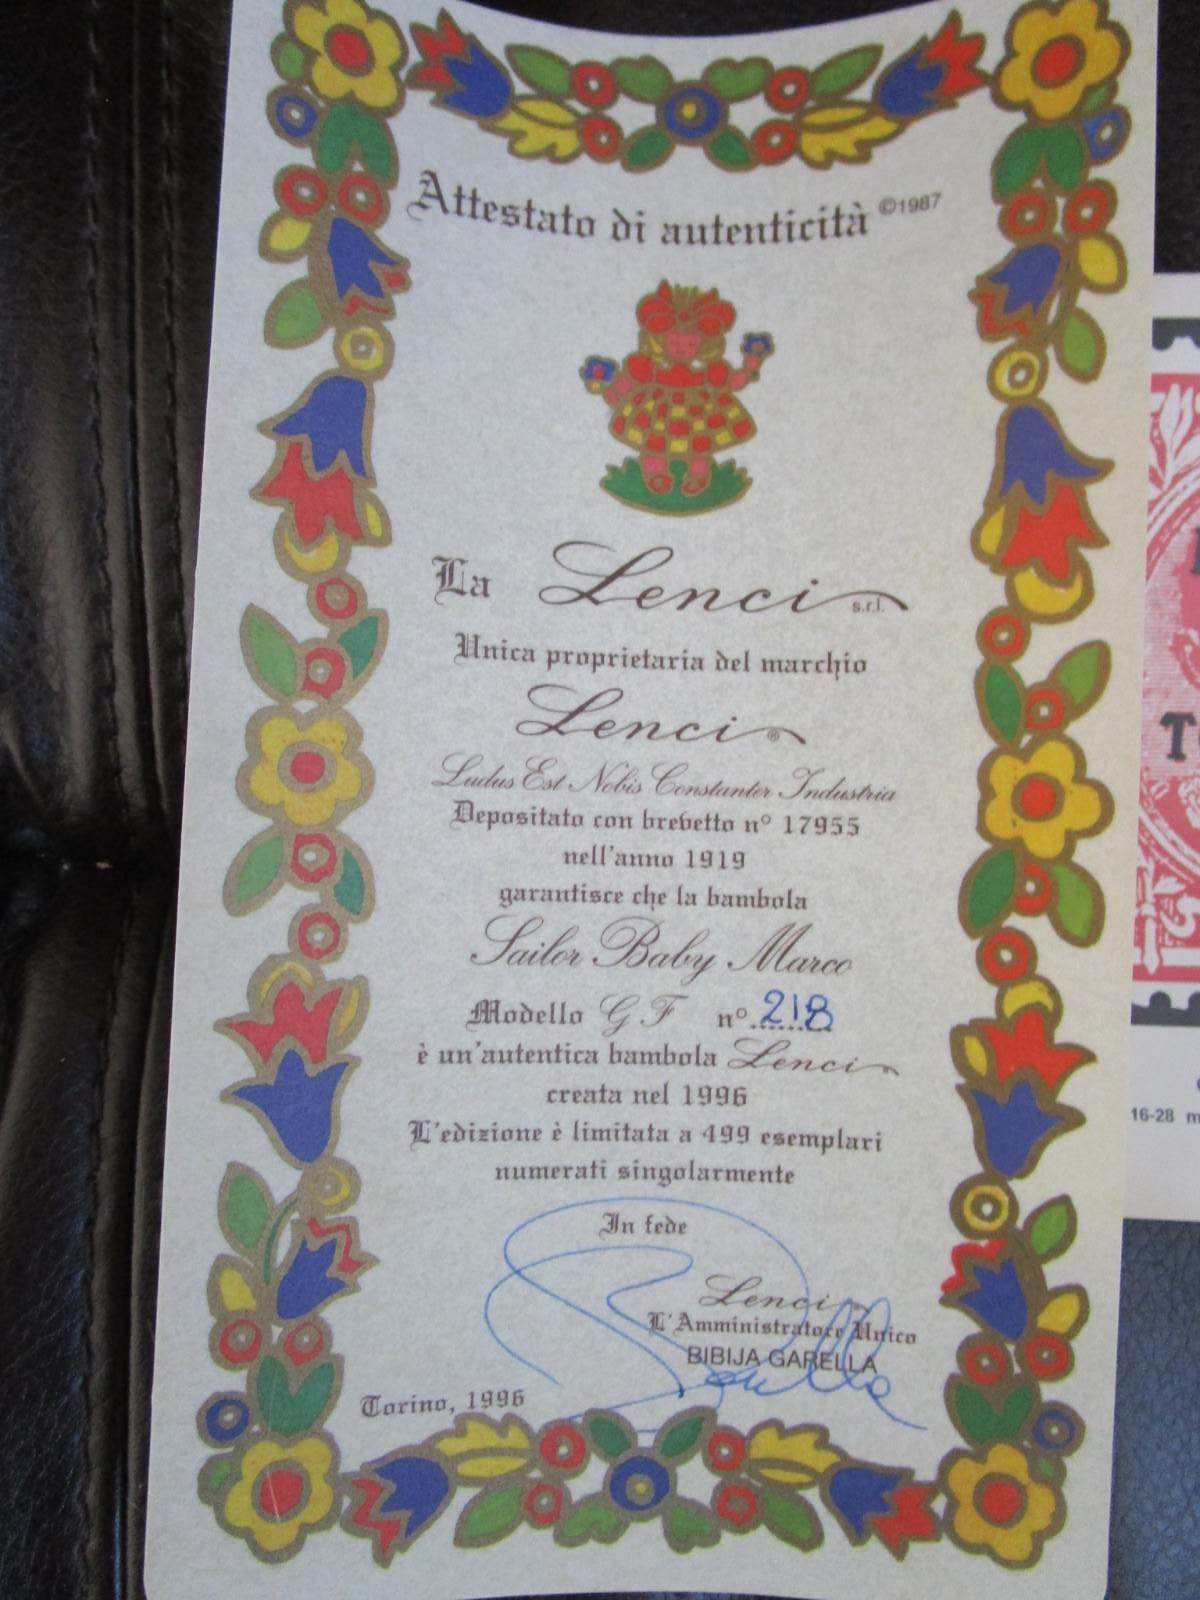 Attestato di autenticità ©1987
La Lenci s.r.l.
Unica proprietaria del marchio
Lenci ®
Ludus Est Nobis Constanter Industria
Depositato con brevetto n° 17955
nell'anno 1919
garantisce che la bambola
Sailor Baby Marco
Modello G F n° 218
è un'autentica bambola Lenci
creata nel 1996
L'edizione è limitata a 499 esemplari
numerati singolarmente
In fede
Lenci
L'Amministratore Unico
BIBIJA GARELLA
Torino, 1996
16-28